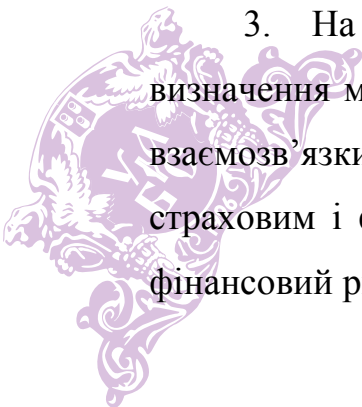 3. На
визначення м
взаємозв’язки
страховим і
фінансовий р